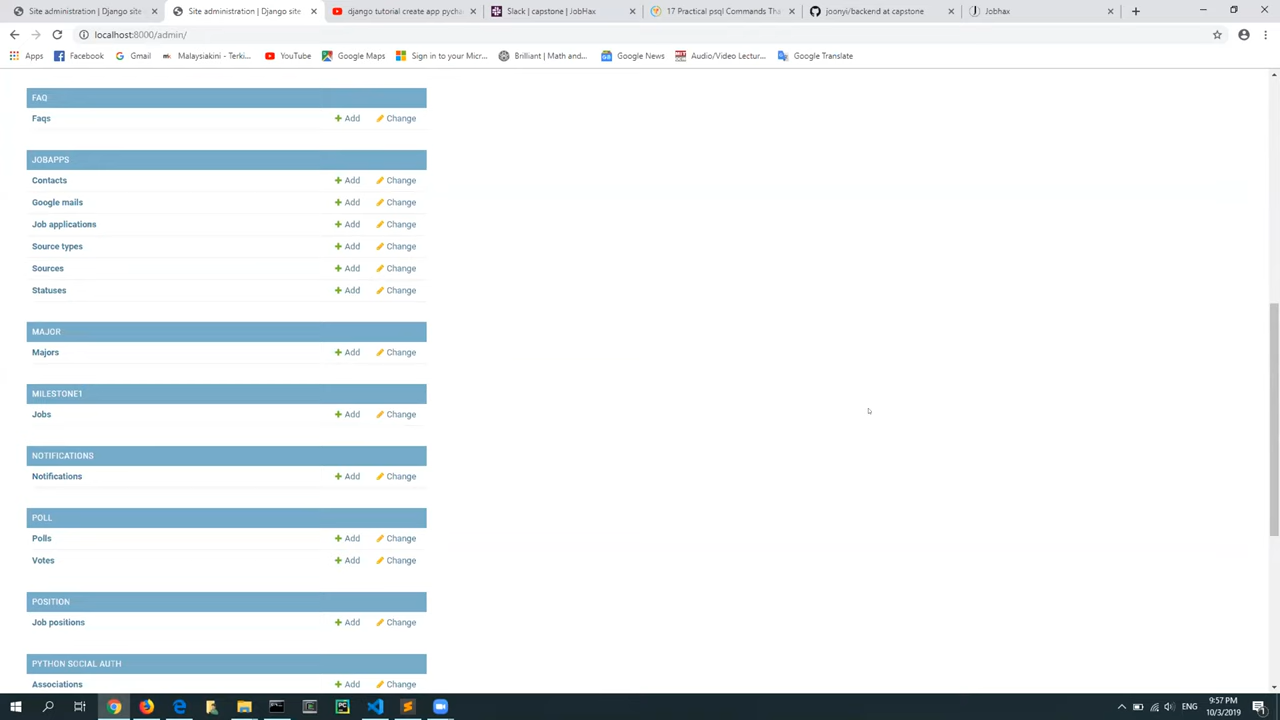 Site administration | Django site
Site administration | Django site
django tutorial create app pycha
Slack | capstone | JobHax
17 Practical psql Commands Tha
joonyi/backend at capstone
Jobhax
localhost:8000/admin/
Apps
Facebook
Gmail
Malaysiakini - Terki...
YouTube
Google Maps
Sign in to your Micr...
Brilliant | Math and...
Google News
Audio/Video Lectur...
Google Translate
FAQ
Faqs Add Change
JOBAPPS
Contacts Add Change
Google mails Add Change
Job applications Add Change
Source types Add Change
Sources Add Change
Statuses Add Change
MAJOR
Majors Add Change
MILESTONE1
Jobs Add Change
NOTIFICATIONS
Notifications Add Change
POLL
Polls Add Change
Votes Add Change
POSITION
Job positions Add Change
PYTHON SOCIAL AUTH
Associations Add Change
ENG
9:57 PM
10/3/2019